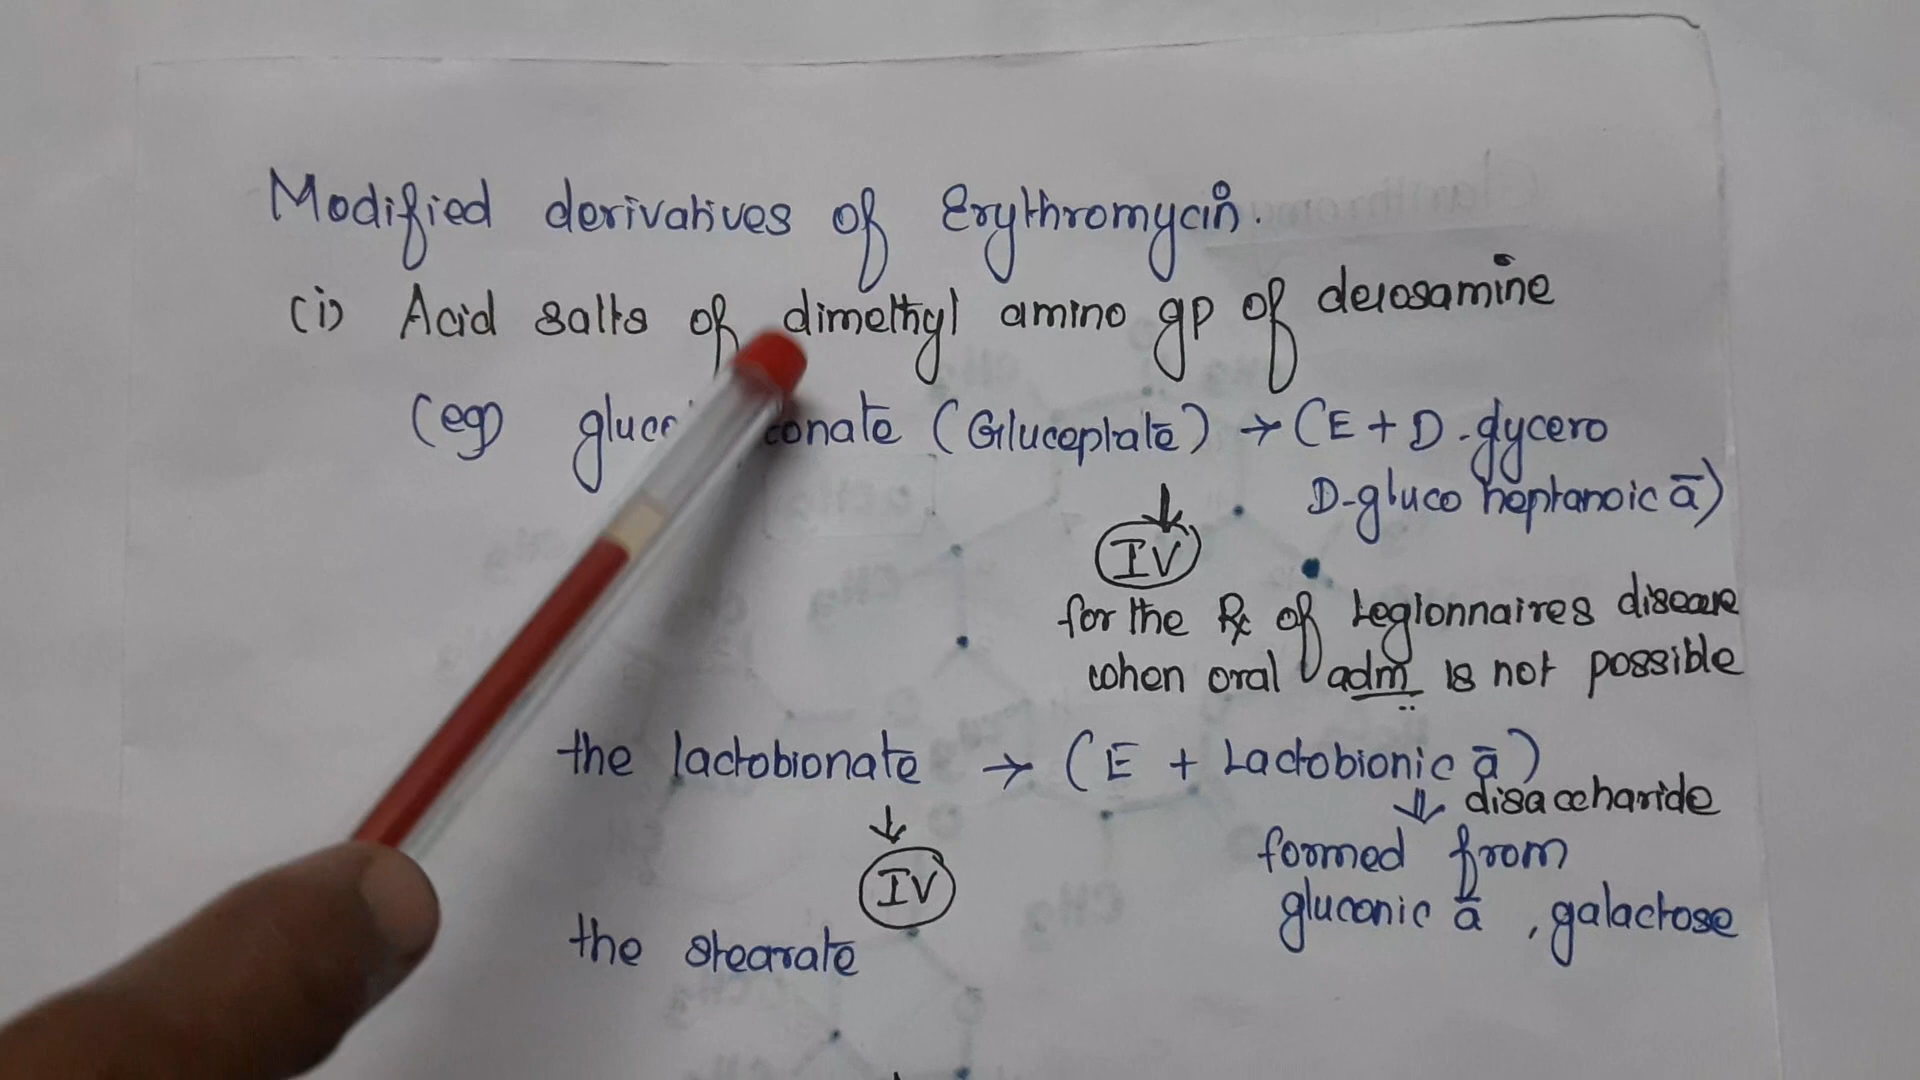 Modified derivatives of Erythromycin.
(i) Acid salts of dimethyl amino gp of derosamine
(eg) (Gluceptate) → (E + D-glycero
D-gluco heptanoic ā)
↓
IV
for the Rx of Legionnaires disease
when oral adm is not possible
the lactobionate → (E + Lactobionic ā)
↓ ⇓ disaccharide
IV formed from
gluconic ā, galactose
the stearate